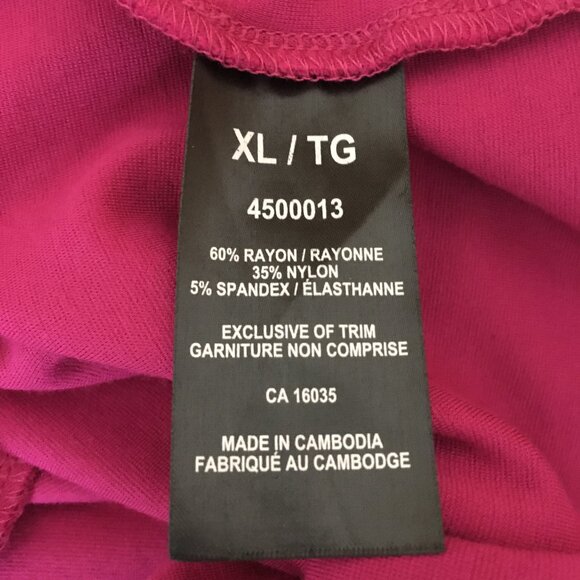 XL / TG
4500013
60% RAYON / RAYONNE
35% NYLON
5% SPANDEX / ÉLASTHANNE
EXCLUSIVE OF TRIM
GARNITURE NON COMPRISE
CA 16035
MADE IN CAMBODIA
FABRIQUÉ AU CAMBODGE